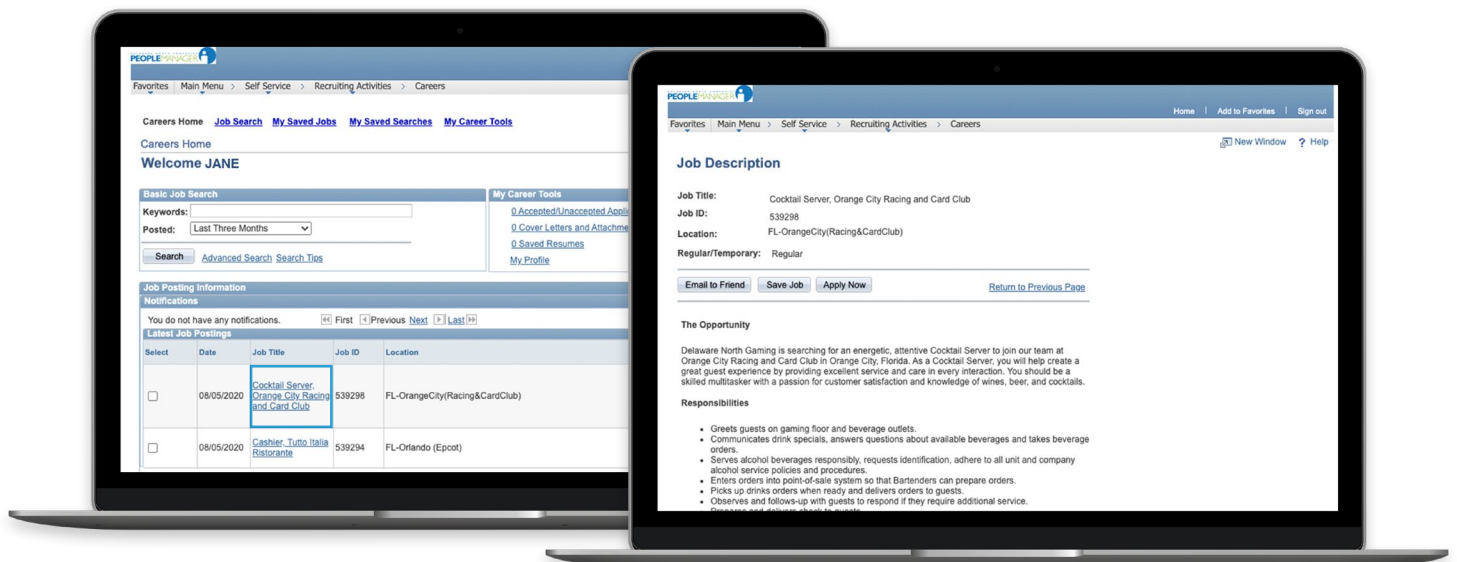 PEOPLEMANAGER
Favorites Main Menu > Self Service > Recruiting Activities > Careers
Careers Home Job Search My Saved Jobs My Saved Searches My Career Tools
Careers Home
Welcome JANE
Basic Job Search
Keywords:
Posted: Last Three Months
Search Advanced Search Search Tips
My Career Tools
0 Accepted/Unaccepted Appli
0 Cover Letters and Attachme
0 Saved Resumes
My Profile
Job Posting Information
Notifications
You do not have any notifications. First Previous Next Last
Latest Job Postings
Select Date Job Title Job ID Location
08/05/2020 Cocktail Server, Orange City Racing and Card Club 539298 FL-OrangeCity(Racing&CardClub)
08/05/2020 Cashier, Tutto Italia Ristorante 539294 FL-Orlando (Epcot)
PEOPLEMANAGER
Home | Add to Favorites | Sign out
Favorites Main Menu > Self Service > Recruiting Activities > Careers
New Window ? Help
Job Description
Job Title: Cocktail Server, Orange City Racing and Card Club
Job ID: 539298
Location: FL-OrangeCity(Racing&CardClub)
Regular/Temporary: Regular
Email to Friend Save Job Apply Now Return to Previous Page
The Opportunity
Delaware North Gaming is searching for an energetic, attentive Cocktail Server to join our team at
Orange City Racing and Card Club in Orange City, Florida. As a Cocktail Server, you will help create a
great guest experience by providing excellent service and care in every interaction. You should be a
skilled multitasker with a passion for customer satisfaction and knowledge of wines, beer, and cocktails.
Responsibilities
• Greets guests on gaming floor and beverage outlets.
• Communicates drink specials, answers questions about available beverages and takes beverage
orders.
• Serves alcohol beverages responsibly, requests identification, adhere to all unit and company
alcohol service policies and procedures.
• Enters orders into point-of-sale system so that Bartenders can prepare orders.
• Picks up drinks orders when ready and delivers orders to guests.
• Observes and follows-up with guests to respond if they require additional service.